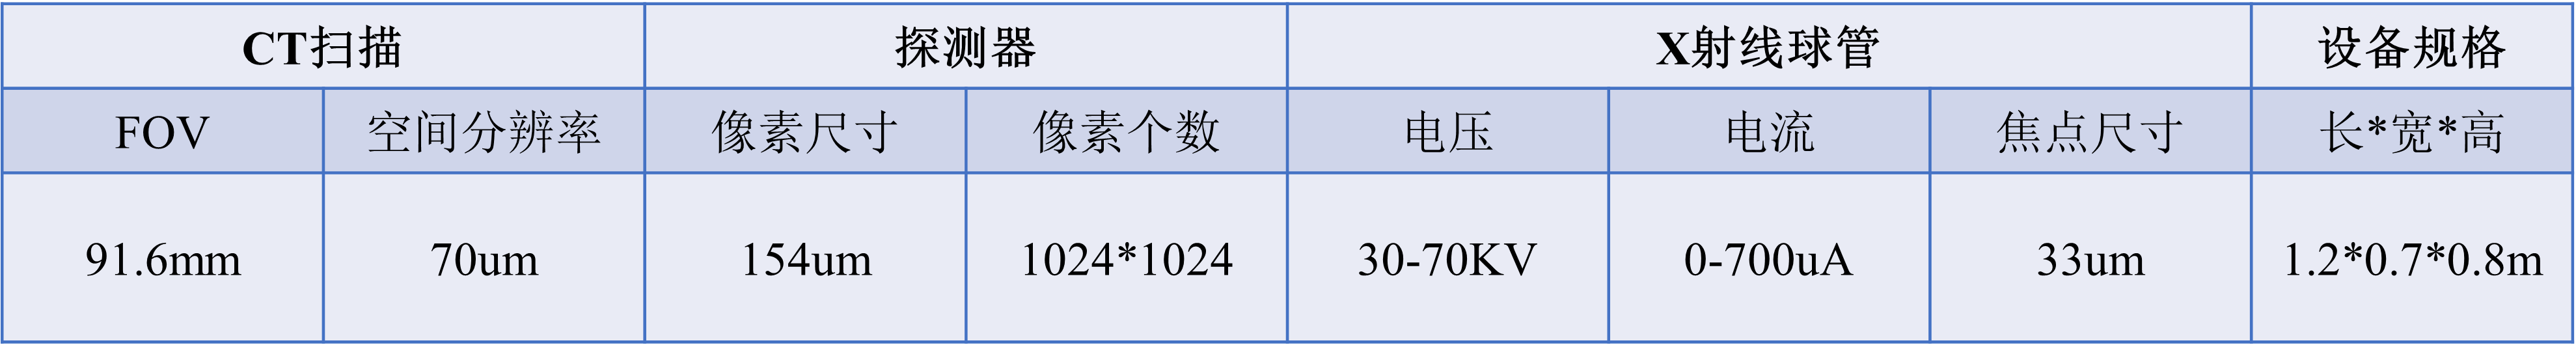 CT扫描 探测器 X射线球管 设备规格
FOV 空间分辨率 像素尺寸 像素个数 电压 电流 焦点尺寸 长*宽*高
91.6mm 70um 154um 1024*1024 30-70KV 0-700uA 33um 1.2*0.7*0.8m